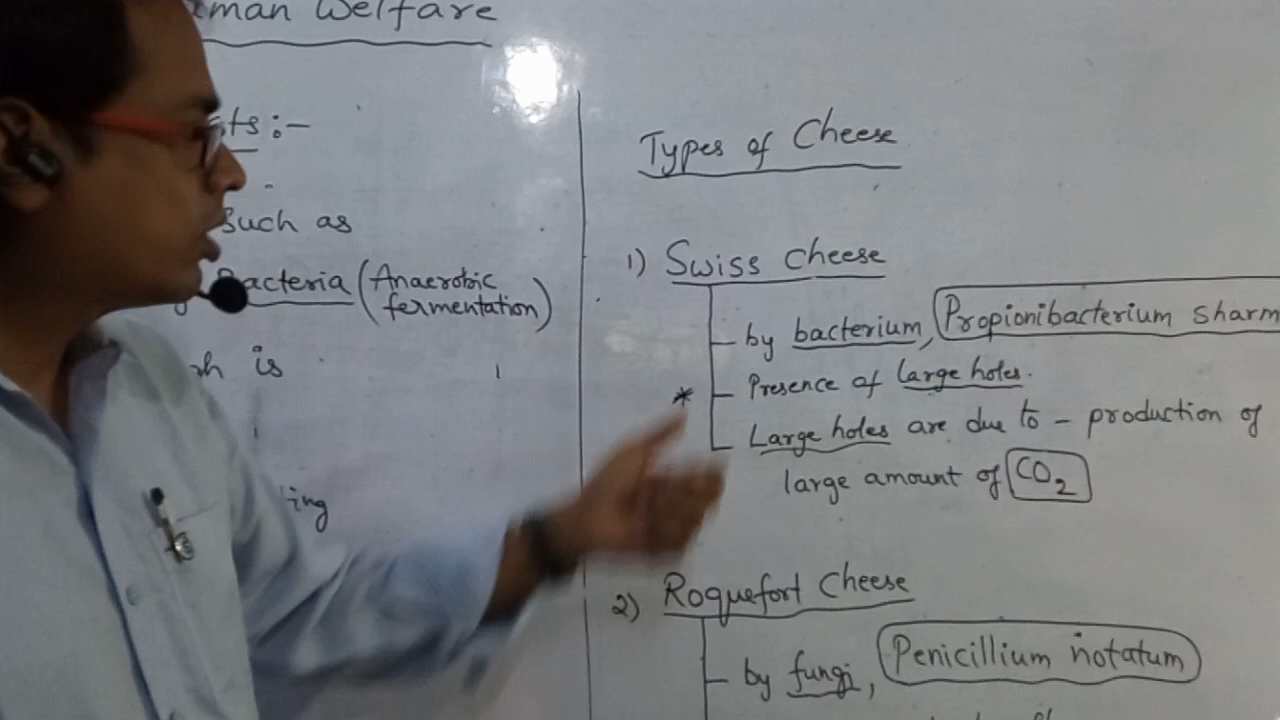 Welfare
Such as
(Anaerobic
fermentation)
is
Types of Cheese
1) Swiss Cheese
by bacterium, Propionibacterium sharm
* Presence of large holes.
Large holes are due to - production of
large amount of CO2
2) Roquefort Cheese
by fungi, Penicillium notatum